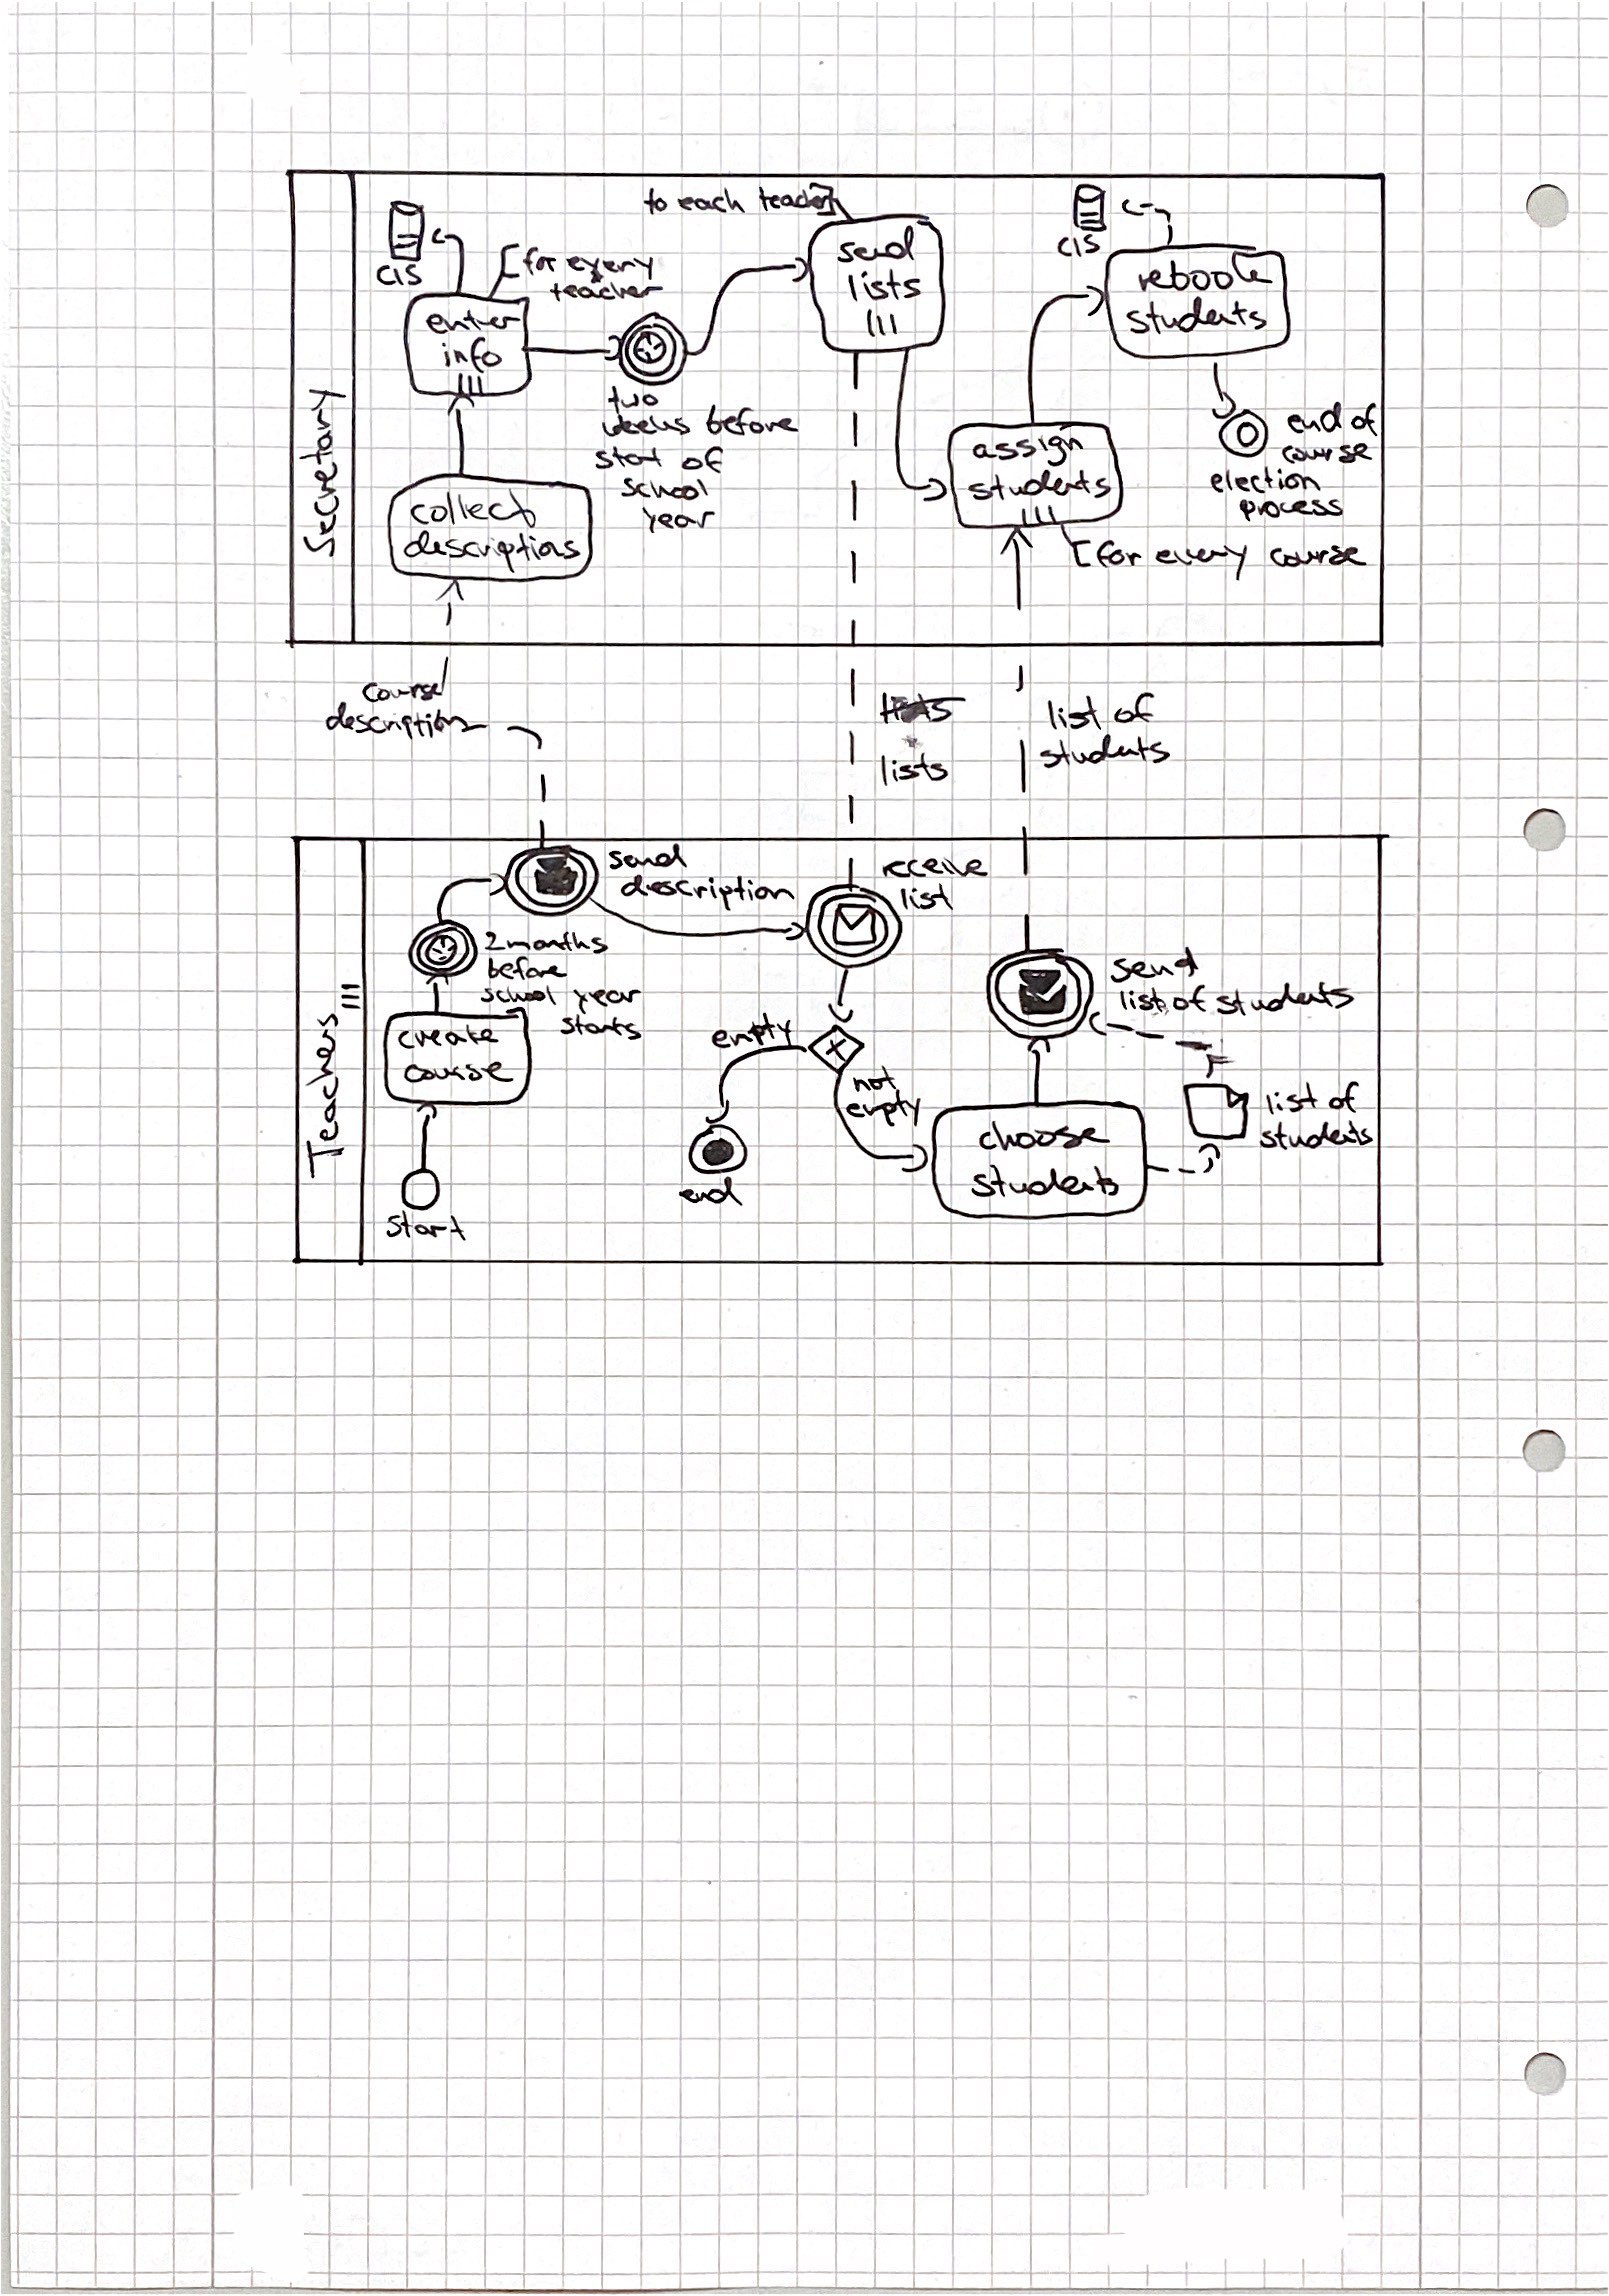 Secretary
to each teacher
CIS
for every
teacher
send
lists
CIS
enter
info
two
weeks before
start of
school
year
collect
descriptions
assign
students
students
end of
course
election
process
for every course
course
description
lists
lists
list of
students
Teachers
send
description
receive
list
2 months
before
school year
starts
create
course
start
empty
not
empty
end
choose
students
send
list of students
list of
students